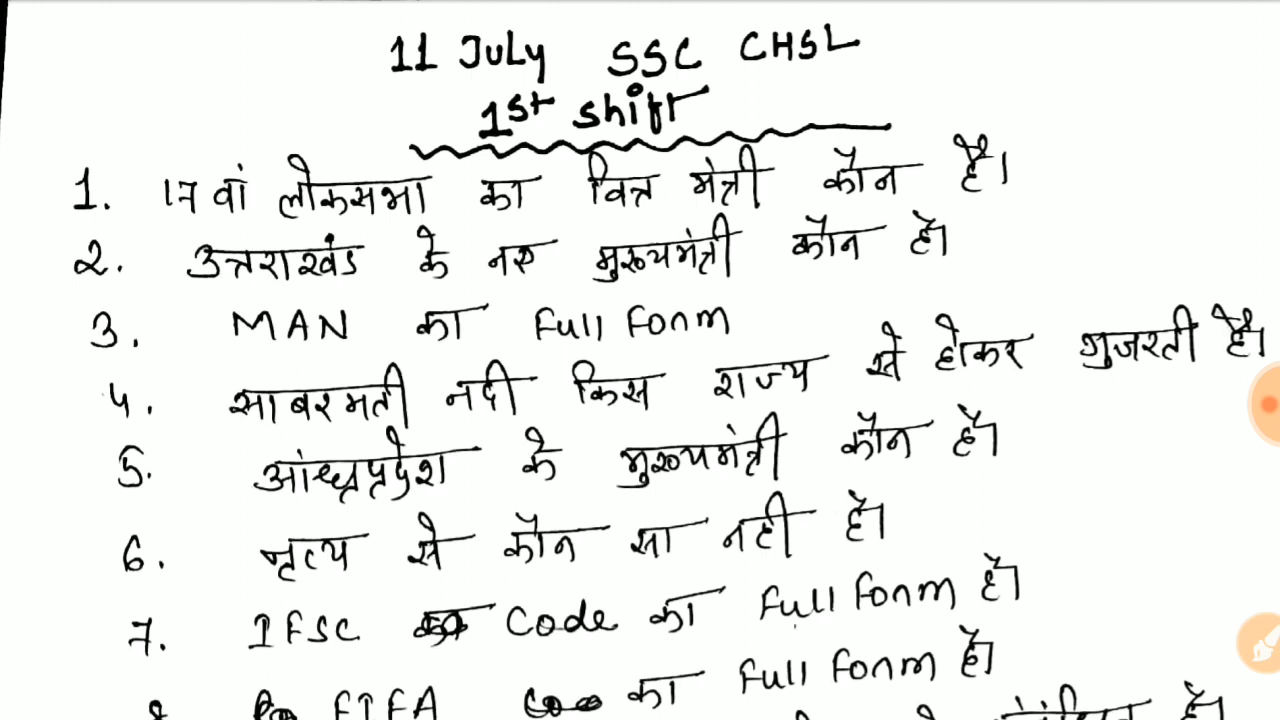 11 July SSC CHSL
1st shift
1. 17 वां लोकसभा का वित्त मंत्री कौन है।
2. उत्तराखंड के नए मुख्यमंत्री कौन है।
3. MAN का Full Form
4. साबरमती नदी किस राज्य से होकर गुजरती है।
5. आंध्रप्रदेश के मुख्यमंत्री कौन है।
6. नृत्य से कौन सा नही है।
7. IFSC Code का Full Form है।
FIFA का Full Form है।